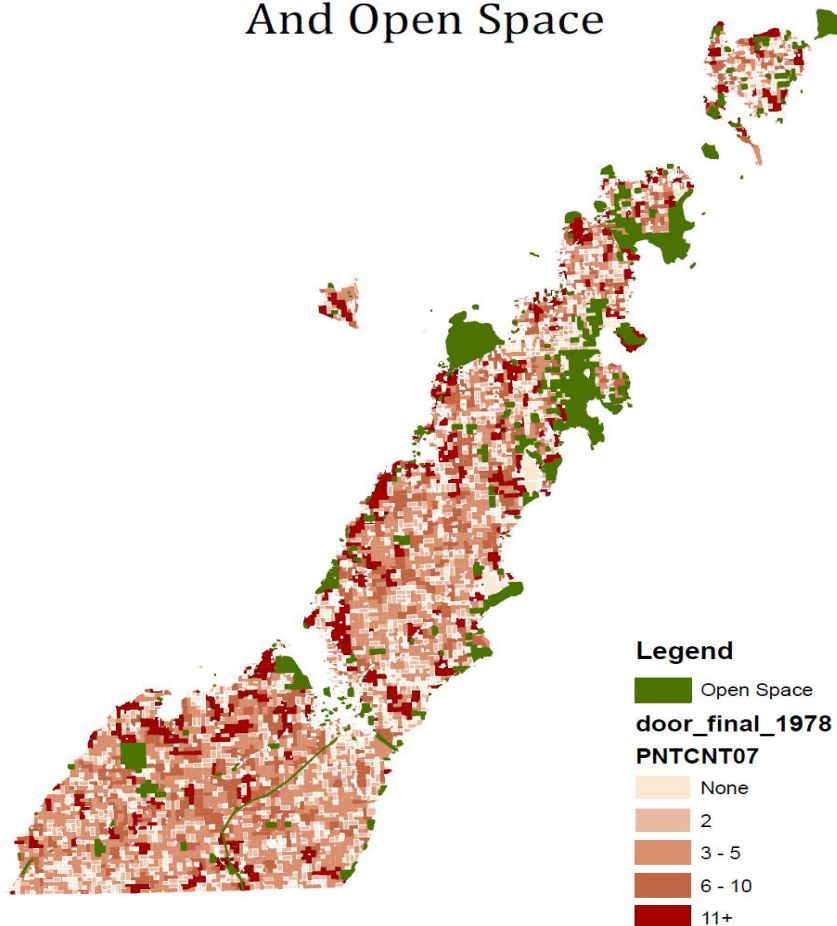 And Open Space
Legend
Open Space
door_final_1978
PNTCNT07
None
2
3 - 5
6 - 10
11+